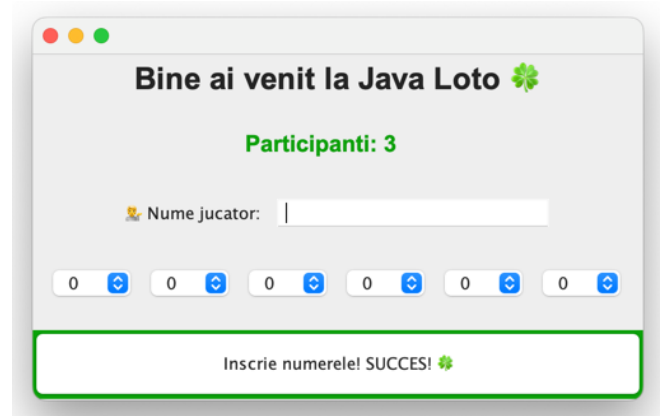 Bine ai venit la Java Loto 🍀
Participanti: 3
Nume jucator:
0 0 0 0 0 0
Inscrie numerele! SUCCES! 🍀